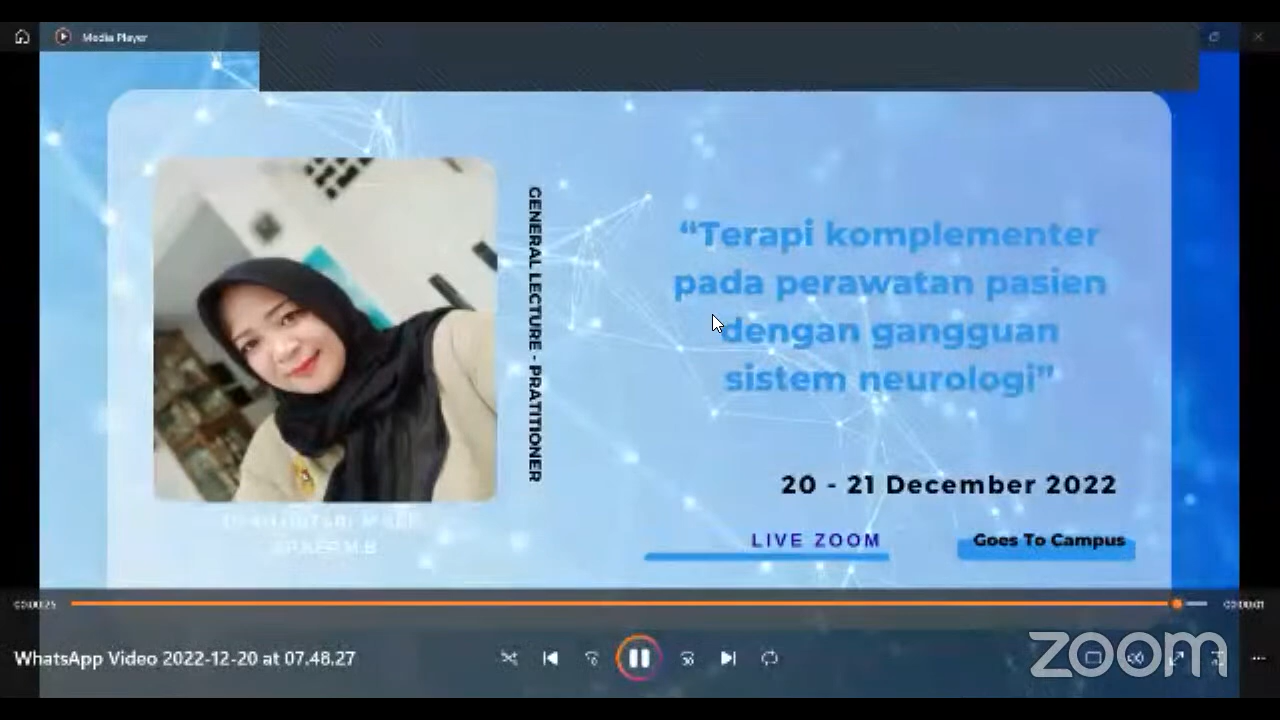 Media Player
GENERAL LECTURE - PRATITIONER
“Terapi komplementer
pada perawatan pasien
dengan gangguan
sistem neurologi”
20 - 21 December 2022
LIVE ZOOM
Goes To Campus
WhatsApp Video 2022-12-20 at 07.48.27
zoom